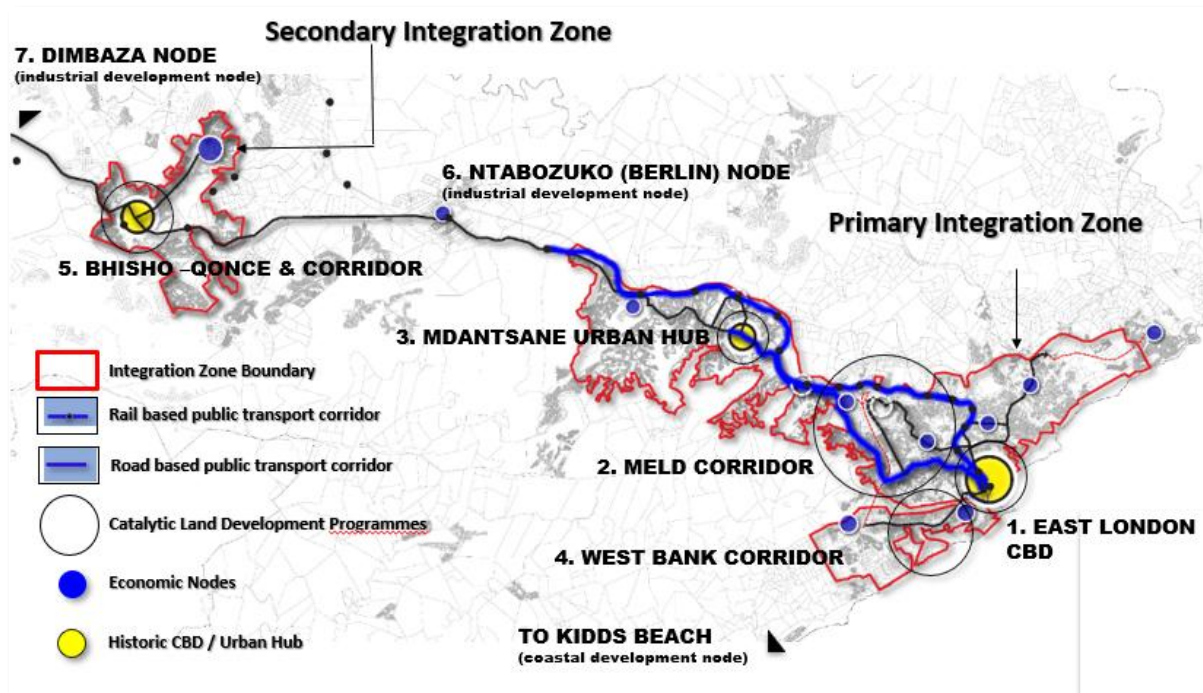 Secondary Integration Zone
7. DIMBAZA NODE
(industrial development node)
6. NTABOZUKO (BERLIN) NODE
(industrial development node)
Primary Integration Zone
5. BHISHO –QONCE & CORRIDOR
3. MDANTSANE URBAN HUB
Integration Zone Boundary
Rail based public transport corridor
Road based public transport corridor
2. MELD CORRIDOR
Catalytic Land Development Programmes
1. EAST LONDON
CBD
4. WEST BANK CORRIDOR
Economic Nodes
Historic CBD / Urban Hub
TO KIDDS BEACH
(coastal development node)